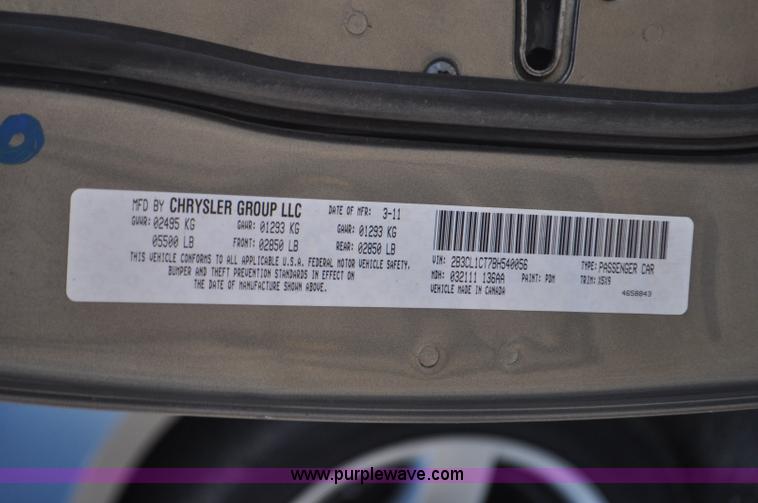 MFD BY CHRYSLER GROUP LLC DATE OF MFR: 3-11
GVWR: 02495 KG GAWR: 01293 KG GAWR: 01293 KG
05500 LB FRONT: 02850 LB REAR: 02850 LB
THIS VEHICLE CONFORMS TO ALL APPLICABLE U.S.A. FEDERAL MOTOR VEHICLE SAFETY,
BUMPER AND THEFT PREVENTION STANDARDS IN EFFECT ON
THE DATE OF MANUFACTURE SHOWN ABOVE.
VIN: 2B3CL1CT7BH540056 TYPE: PASSENGER CAR
MDH: 032111 136AA PAINT: PDM TRIM: X5X9
VEHICLE MADE IN CANADA 4658843
www.purplewave.com